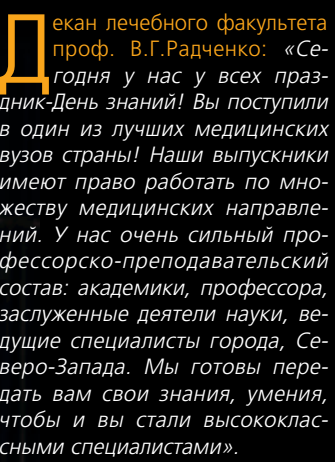 Декан лечебного факультета
проф. В.Г.Радченко: «Се-
годня у нас у всех праз-
дник-День знаний! Вы поступили
в один из лучших медицинских
вузов страны! Наши выпускники
имеют право работать по мно-
жеству медицинских направле-
ний. У нас очень сильный про-
фессорско-преподавательский
состав: академики, профессора,
заслуженные деятели науки, ве-
дущие специалисты города, Се-
веро-Запада. Мы готовы пере-
дать вам свои знания, умения,
чтобы и вы стали высококлас-
сными специалистами».